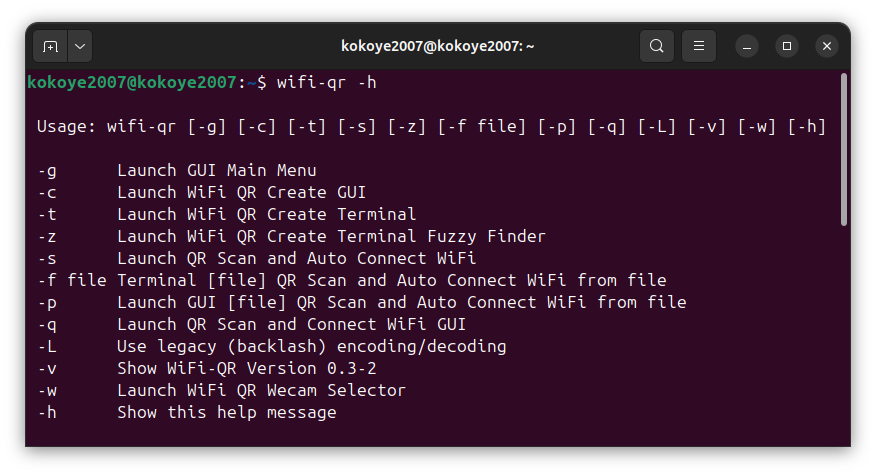 kokoye2007@kokoye2007: ~
kokoye2007@kokoye2007:~$ wifi-qr -h
Usage: wifi-qr [-g] [-c] [-t] [-s] [-z] [-f file] [-p] [-q] [-L] [-v] [-w] [-h]
-g      Launch GUI Main Menu
-c      Launch WiFi QR Create GUI
-t      Launch WiFi QR Create Terminal
-z      Launch WiFi QR Create Terminal Fuzzy Finder
-s      Launch QR Scan and Auto Connect WiFi
-f file Terminal [file] QR Scan and Auto Connect WiFi from file
-p      Launch GUI [file] QR Scan and Auto Connect WiFi from file
-q      Launch QR Scan and Connect WiFi GUI
-L      Use legacy (backlash) encoding/decoding
-v      Show WiFi-QR Version 0.3-2
-w      Launch WiFi QR Wecam Selector
-h      Show this help message